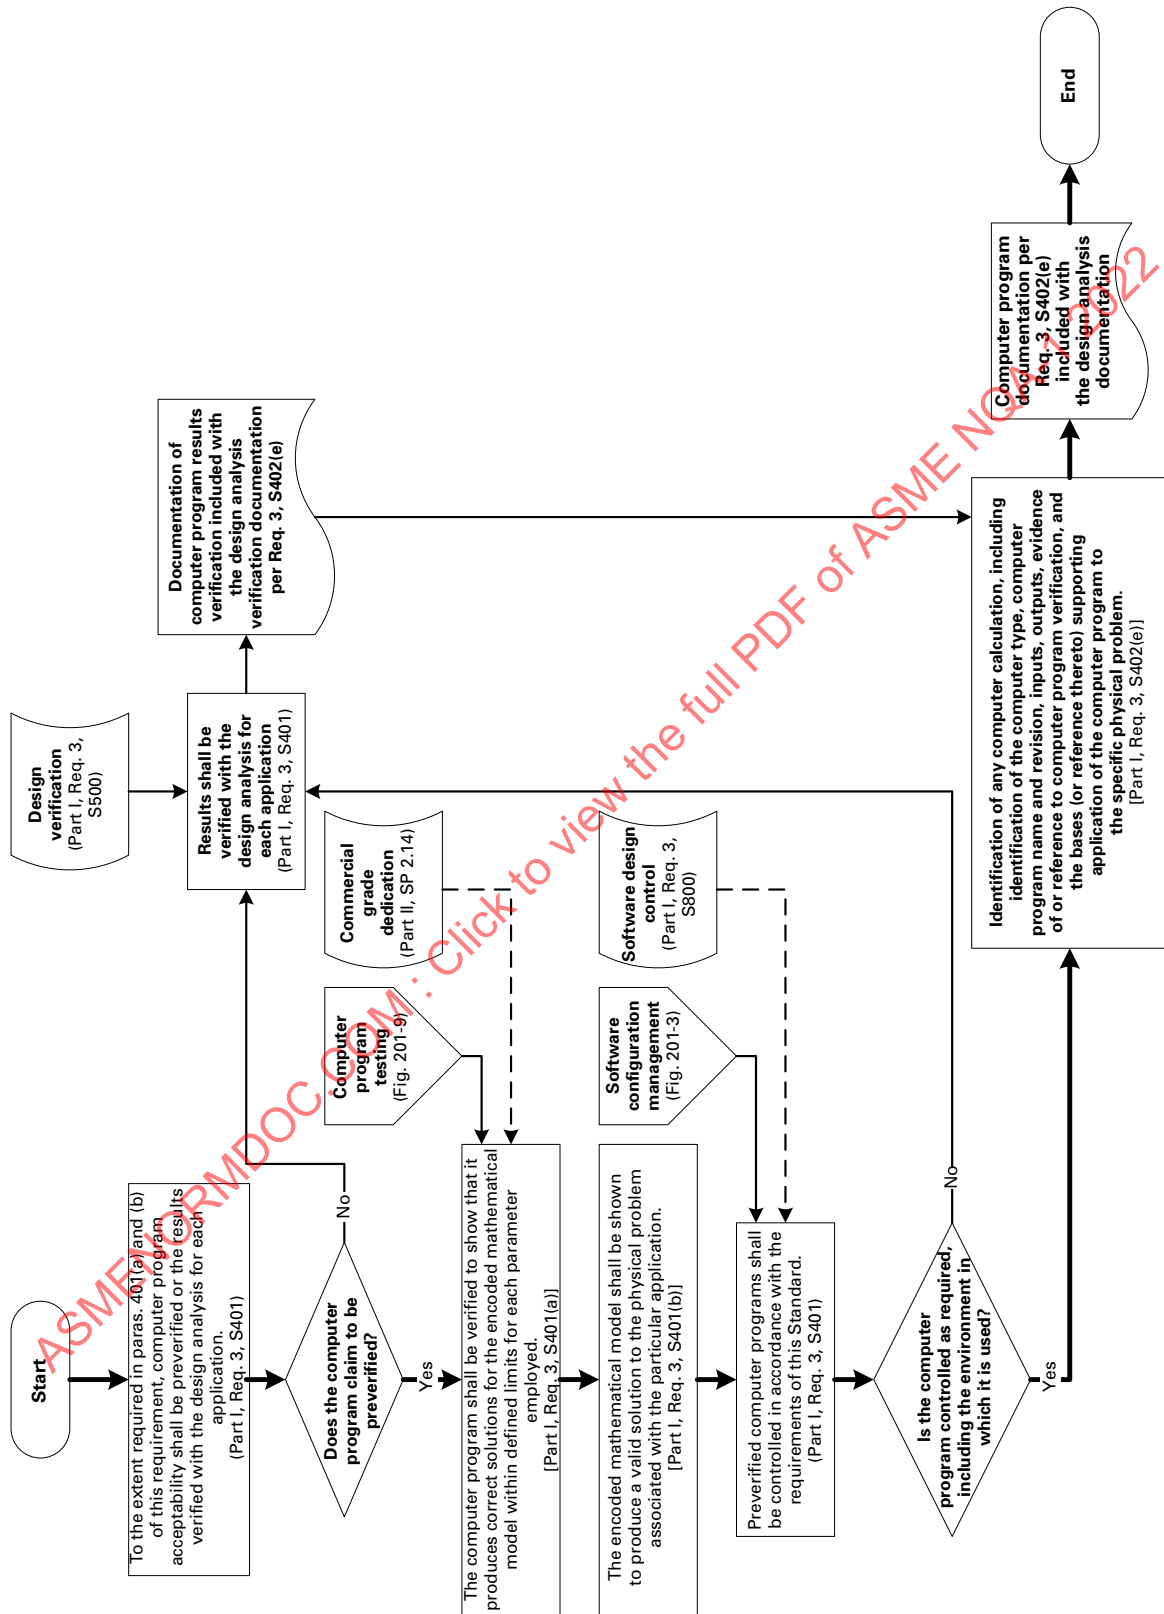 Start
To the extent required in paras. 401(a) and (b)
of this requirement, computer program
acceptability shall be preverified or the results
verified with the design analysis for each
application.
(Part I, Req. 3, S401)
Does the computer
program claim to be
preverified?
No
Yes
The computer program shall be verified to show that it
produces correct solutions for the encoded mathematical
model within defined limits for each parameter
employed.
[Part I, Req. 3, S401(a)]
Computer
program
testing
(Fig. 201-9)
Commercial
grade
dedication
(Part II, SP 2.14)
The encoded mathematical model shall be shown
to produce a valid solution to the physical problem
associated with the particular application.
[Part I, Req. 3, S401(b)]
Software
configuration
management
(Fig. 201-3)
Software design
control
(Part I, Req. 3,
S800)
Preverified computer programs shall
be controlled in accordance with the
requirements of this Standard.
(Part I, Req. 3, S401)
Is the computer
program controlled as required,
including the environment in
which it is used?
No
Yes
Design
verification
(Part I, Req. 3,
S500)
Results shall be
verified with the
design analysis for
each application
(Part I, Req. 3, S401)
Documentation of
computer program results
verification included with
the design analysis
verification documentation
per Req. 3, S402(e)
Identification of any computer calculation, including
identification of the computer type, computer
program name and revision, inputs, outputs, evidence
of or reference to computer program verification, and
the bases (or reference thereto) supporting
application of the computer program to
the specific physical problem.
[Part I, Req. 3, S402(e)]
Computer program
documentation per
Req. 3, S402(e)
included with
the design analysis
documentation
End
ASMENORMDOC.COM : Click to view the full PDF of ASME NQA-1 2022